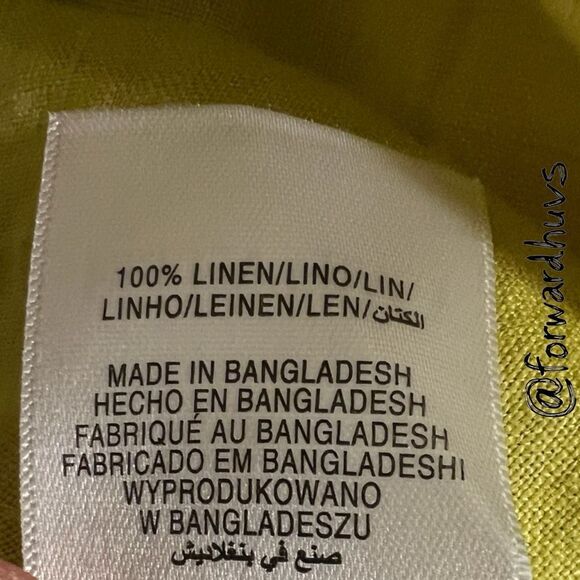 100% LINEN/LINO/LIN/
LINHO/LEINEN/LEN/الكتان
MADE IN BANGLADESH
HECHO EN BANGLADESH
FABRIQUÉ AU BANGLADESH
FABRICADO EM BANGLADESHI
WYPRODUKOWANO
W BANGLADESZU
صنع في بنغلاديش
@forwardhuvs